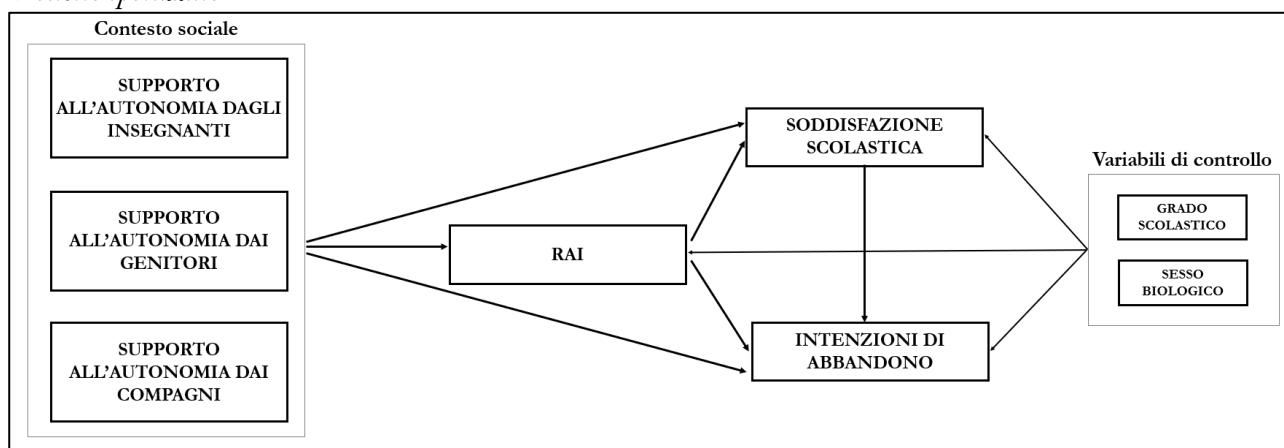 Contesto sociale
SUPPORTO
ALL'AUTONOMIA DAGLI
INSEGNANTI
SUPPORTO
ALL'AUTONOMIA DAI
GENITORI
SUPPORTO
ALL'AUTONOMIA DAI
COMPAGNI
RAI
SODDISFAZIONE
SCOLASTICA
INTENZIONI DI
ABBANDONO
Variabili di controllo
GRADO
SCOLASTICO
SESSO
BIOLOGICO